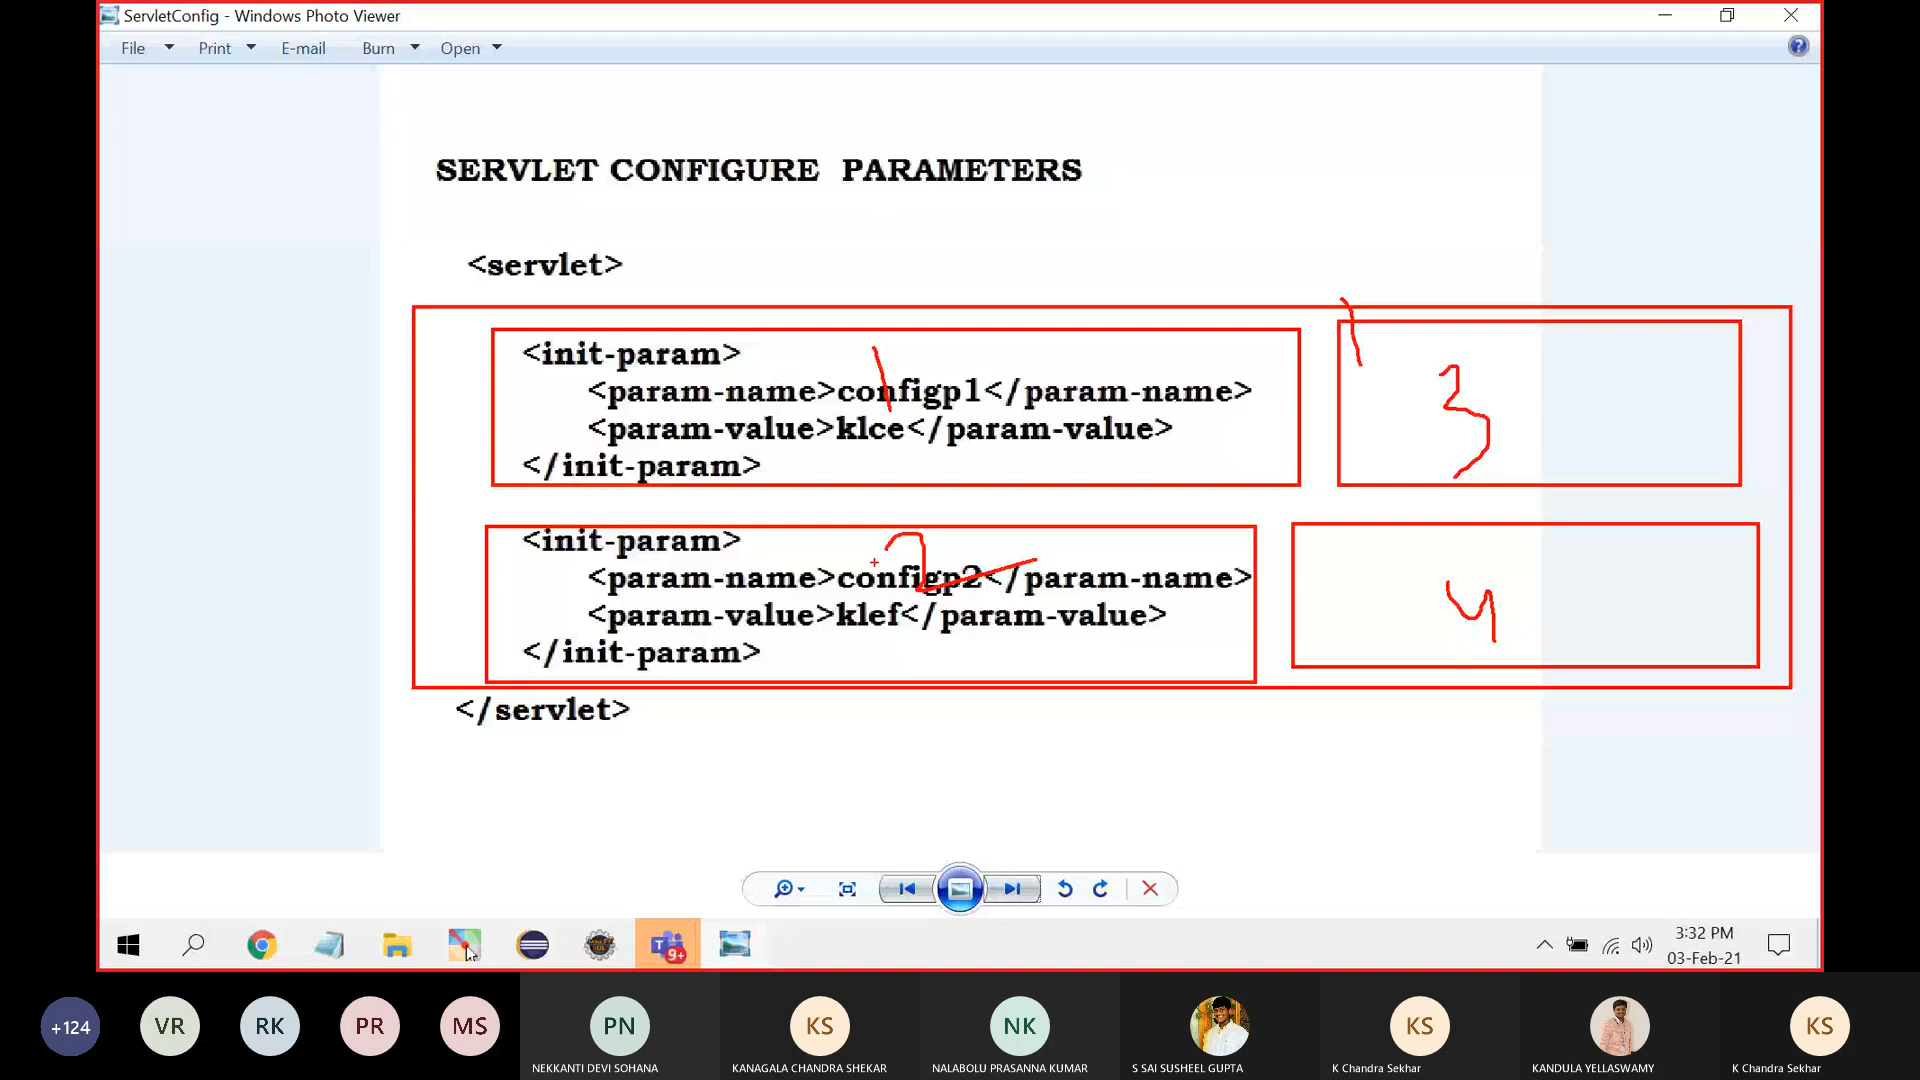 ServletConfig - Windows Photo Viewer
File Print E-mail Burn Open
SERVLET CONFIGURE PARAMETERS
<servlet>
<init-param>
<param-name>configp1</param-name>
<param-value>klce</param-value>
</init-param>
1
1
3
<init-param>
<param-name>configp2</param-name>
<param-value>klef</param-value>
</init-param>
2
4
</servlet>
T 9+
3:32 PM
03-Feb-21
+124 VR RK PR MS PN KS NK KS KS
NEKKANTI DEVI SOHANA KANAGALA CHANDRA SHEKAR NALABOLU PRASANNA KUMAR S SAI SUSHEEL GUPTA K Chandra Sekhar KANDULA YELLASWAMY K Chandra Sekhar